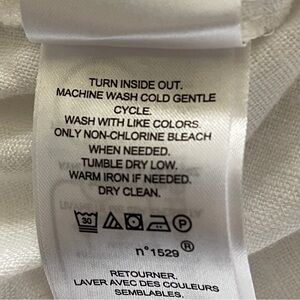 TURN INSIDE OUT.
MACHINE WASH COLD GENTLE
CYCLE.
WASH WITH LIKE COLORS.
ONLY NON-CHLORINE BLEACH
WHEN NEEDED.
TUMBLE DRY LOW.
WARM IRON IF NEEDED.
DRY CLEAN.
30 P
n°1529 ®
RETOURNER.
LAVER AVEC DES COULEURS
SEMBLABLES.